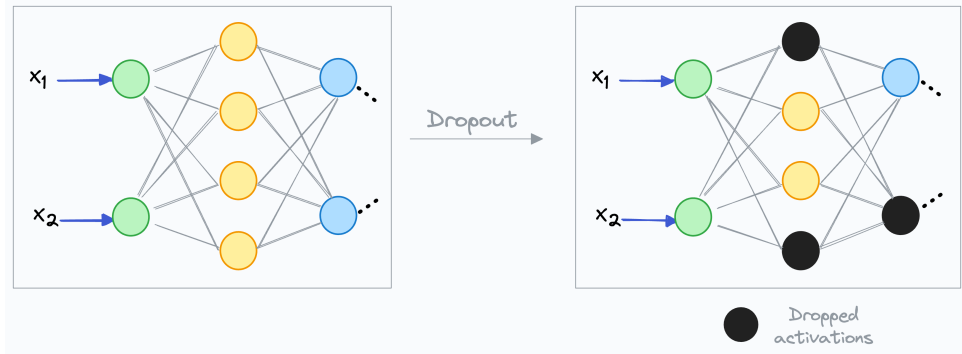 x₁
x₂
Dropout
x₁
x₂
Dropped
activations